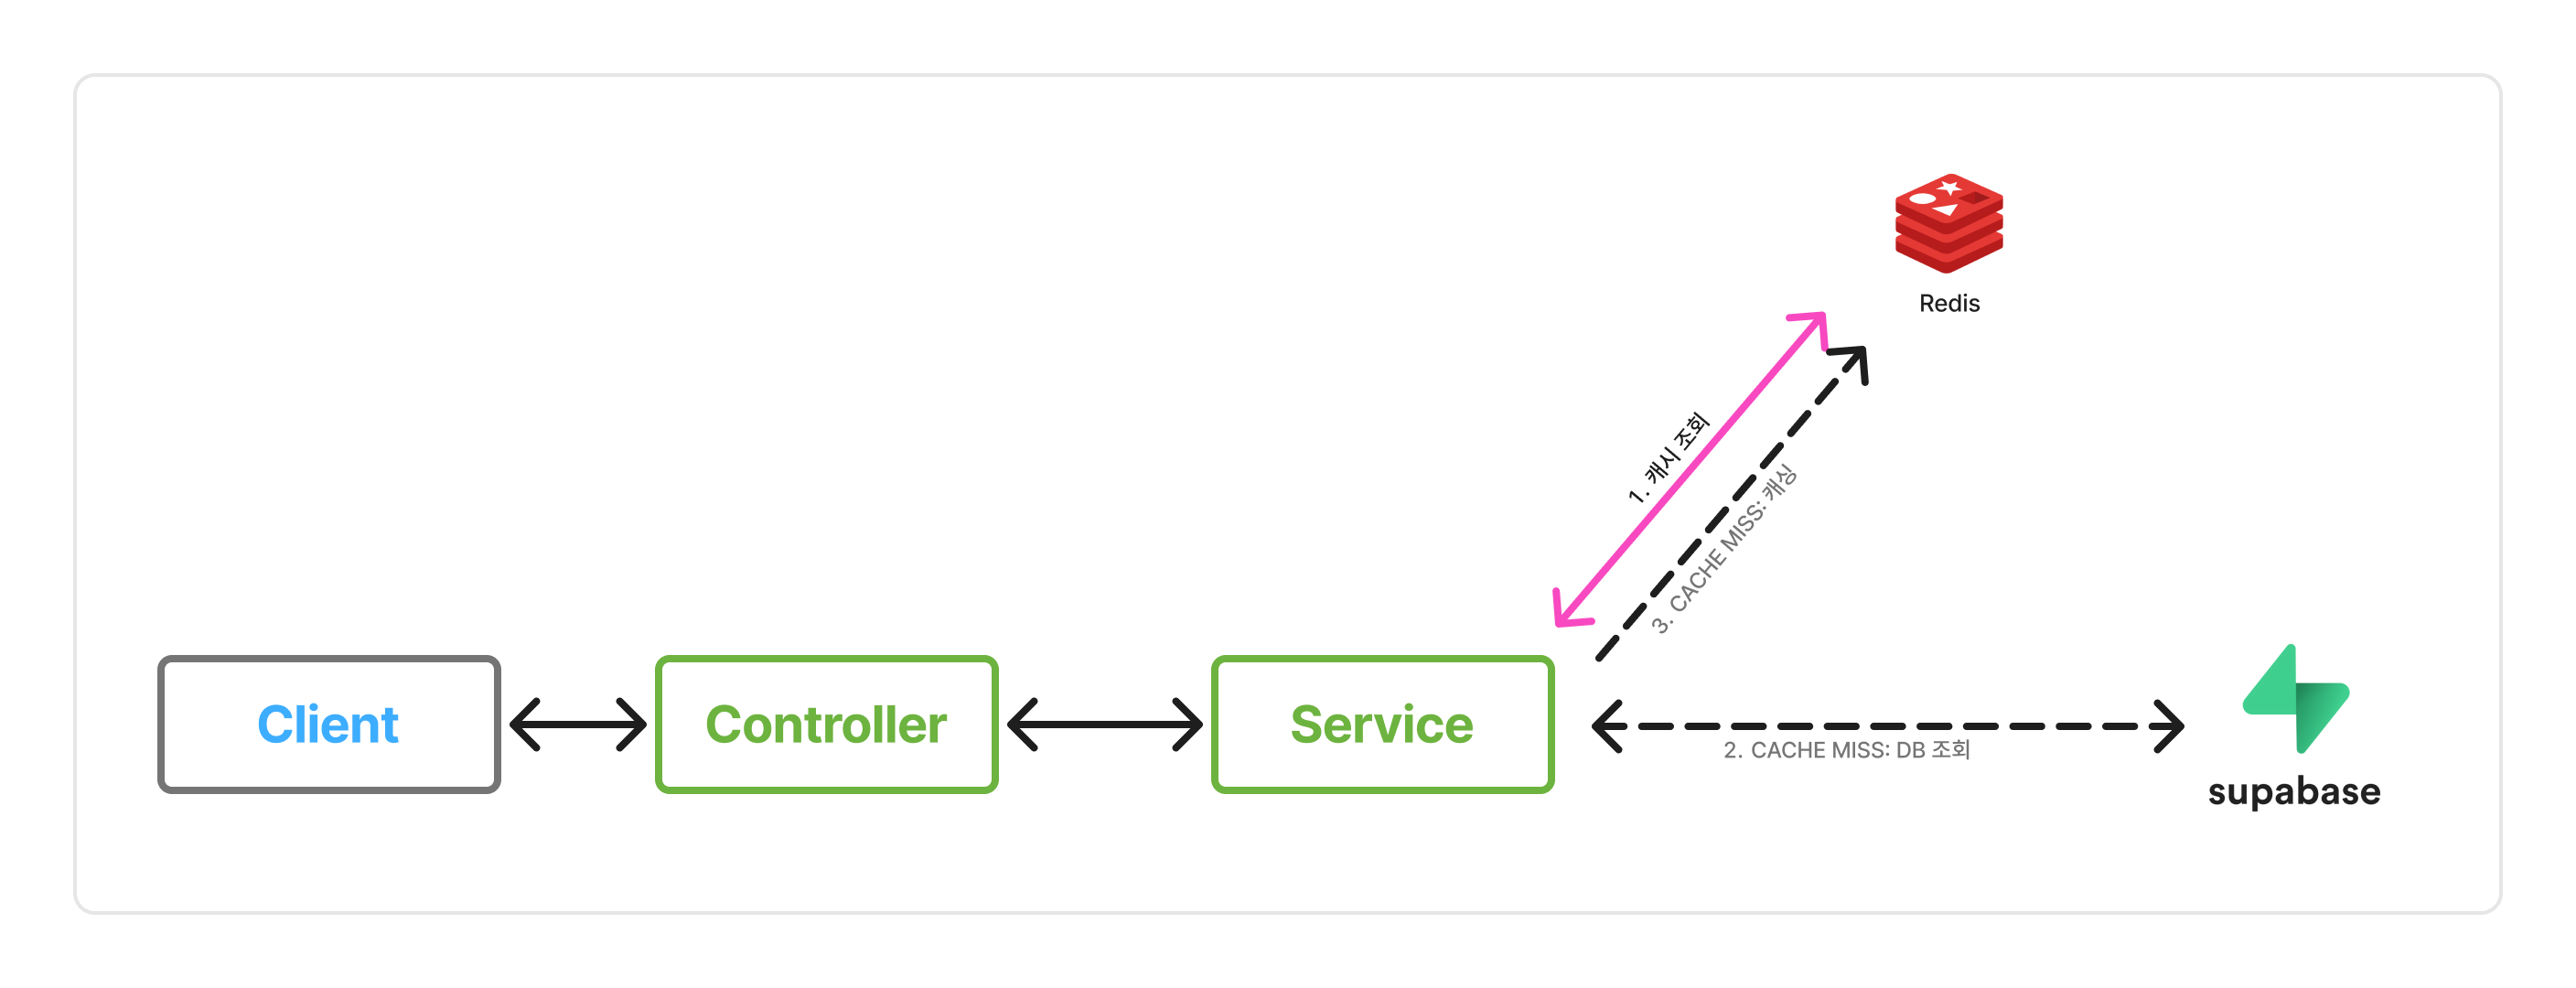 Redis
1. 캐시 조회
3. CACHE MISS: 캐싱
Client
Controller
Service
2. CACHE MISS: DB 조회
supabase